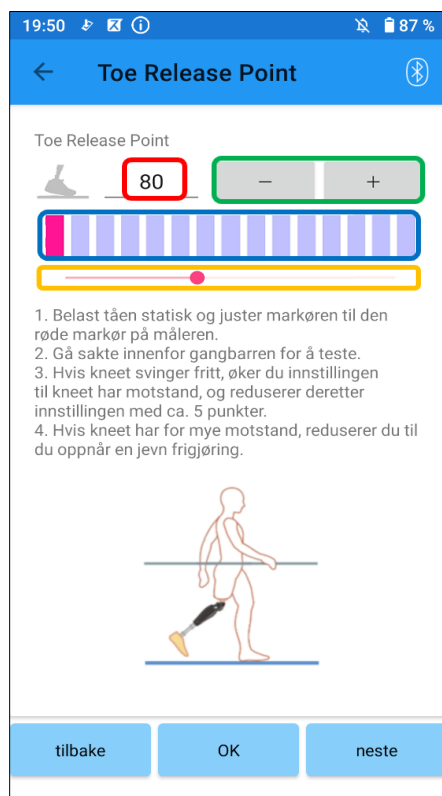 19:50 87 %
Toe Release Point
Toe Release Point
80 − +
1. Belast tåen statisk og juster markøren til den
røde markør på måleren.
2. Gå sakte innenfor gangbarren for å teste.
3. Hvis kneet svinger fritt, øker du innstillingen
til kneet har motstand, og reduserer deretter
innstillingen med ca. 5 punkter.
4. Hvis kneet har for mye motstand, reduserer du til
du oppnår en jevn frigjøring.
tilbake OK neste